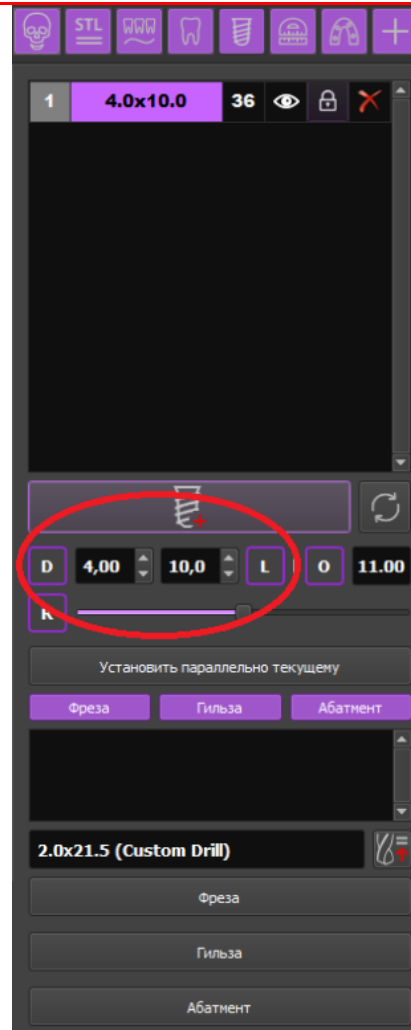 STL
1 4.0x10.0 36
D 4,00 10,0 L O 11.00
R
Установить параллельно текущему
Фреза Гильза Абатмент
2.0x21.5 (Custom Drill)
Фреза
Гильза
Абатмент